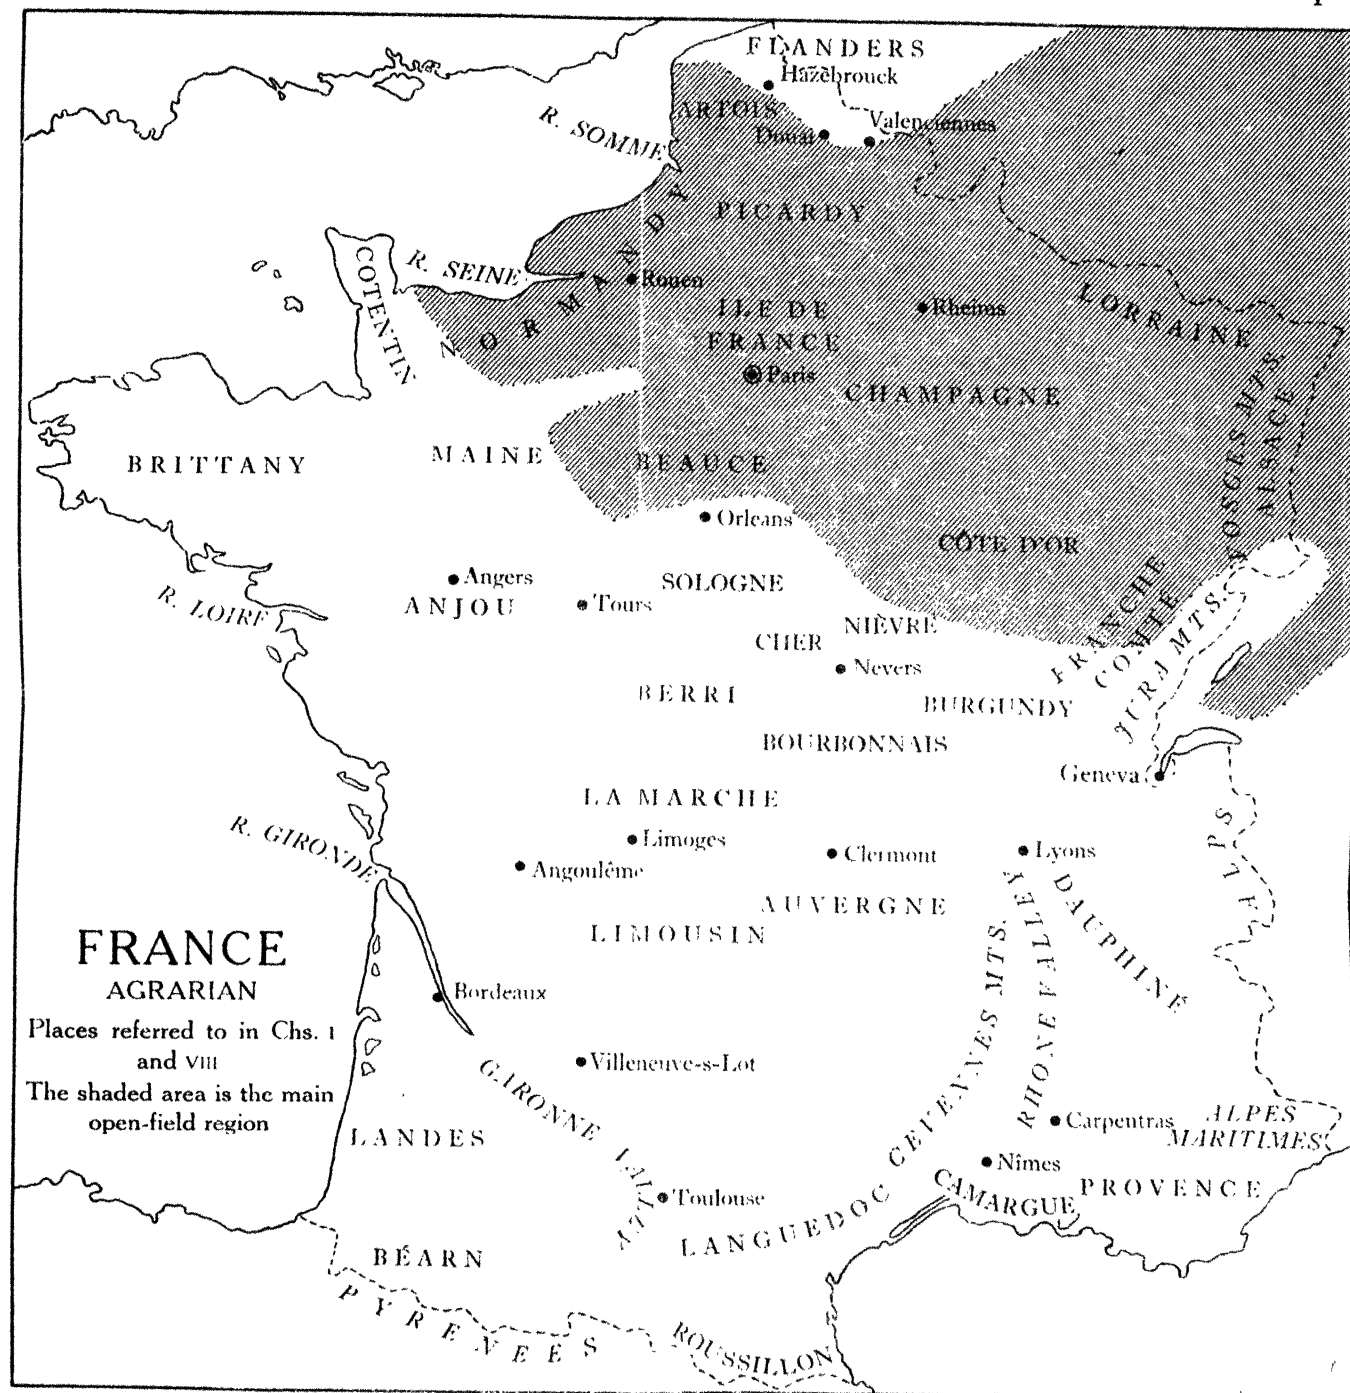 FLANDERS
Hazebrouck
ARTOIS
Douai
Valenciennes
R. SOMME
PICARDY
COTENTIN
R. SEINE
NORMANDY
Rouen
ILE DE
FRANCE
Rheims
LORRAINE
Paris
CHAMPAGNE
VOSGES MTS.
ALSACE
BRITTANY
MAINE
BEAUCE
Orleans
CÔTE D'OR
Angers
ANJOU
Tours
SOLOGNE
R. LOIRE
CHER
NIÈVRE
Nevers
FRANCHE
COMTÉ
JURA MTS.
BERRI
BURGUNDY
BOURBONNAIS
Geneva
LA MARCHE
R. GIRONDE
Limoges
Angoulême
Clermont
Lyons
ALPS
AUVERGNE
LIMOUSIN
DAUPHINÉ
FRANCE
AGRARIAN
Places referred to in Chs. I
and VIII
The shaded area is the main
open-field region
Bordeaux
Villeneuve-s-Lot
GARONNE VALLEY
CEVENNES MTS.
RHONE VALLEY
LANDES
Carpentras
ALPES
MARITIMES
Nîmes
CAMARGUE
PROVENCE
Toulouse
LANGUEDOC
BÉARN
PYRENEES
ROUSSILLON